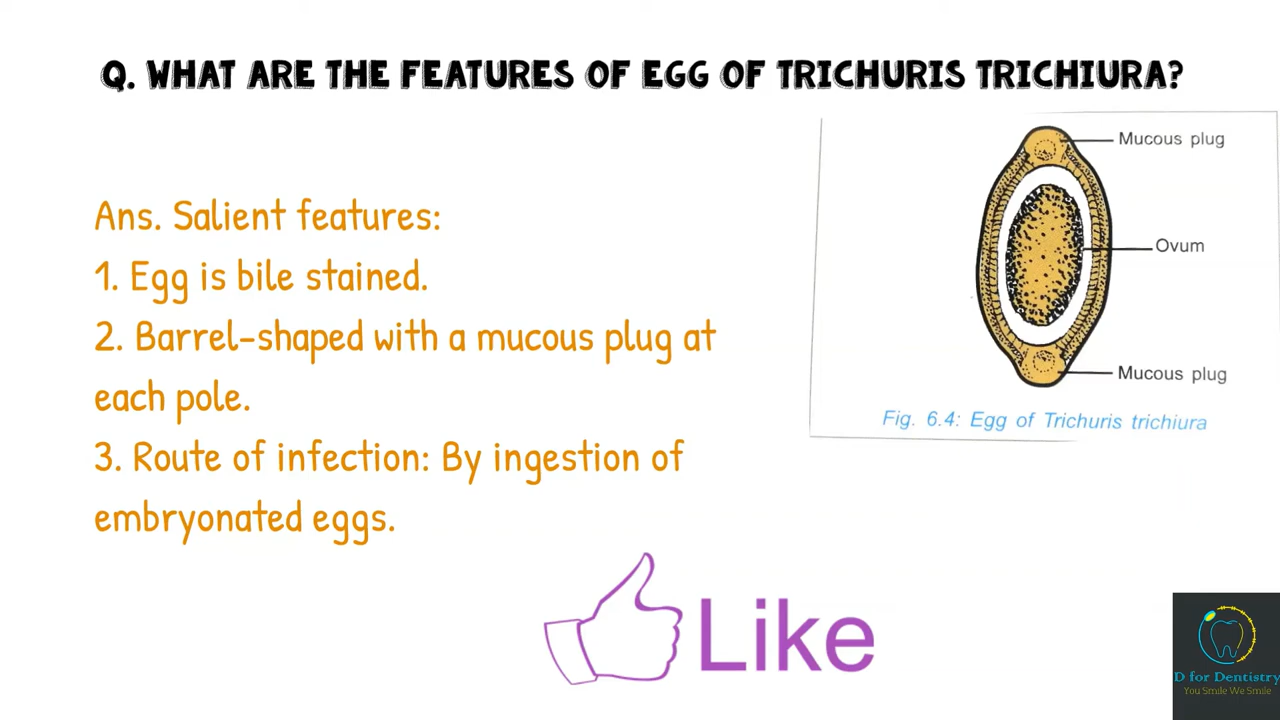 Q. WHAT ARE THE FEATURES OF EGG OF TRICHURIS TRICHIURA?
Mucous plug
Ovum
Mucous plug
Fig. 6.4: Egg of Trichuris trichiura
Ans. Salient features:
1. Egg is bile stained.
2. Barrel-shaped with a mucous plug at
each pole.
3. Route of infection: By ingestion of
embryonated eggs.
Like
D for Dentistry
You Smile We Smile